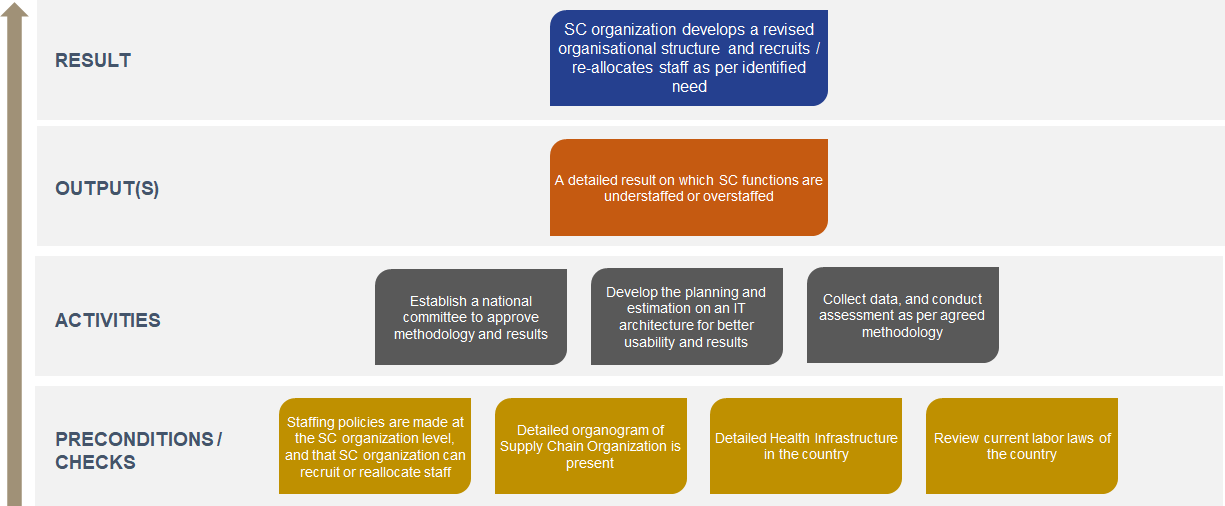 RESULT
SC organization develops a revised
organisational structure and recruits /
re-allocates staff as per identified
need
OUTPUT(S)
A detailed result on which SC functions are
understaffed or overstaffed
ACTIVITIES
Establish a national
committee to approve
methodology and results
Develop the planning and
estimation on an IT
architecture for better
usability and results
Collect data, and conduct
assessment as per agreed
methodology
PRECONDITIONS /
CHECKS
Staffing policies are made at
the SC organization level,
and that SC organization can
recruit or reallocate staff
Detailed organogram of
Supply Chain Organization is
present
Detailed Health Infrastructure
in the country
Review current labor laws of
the country